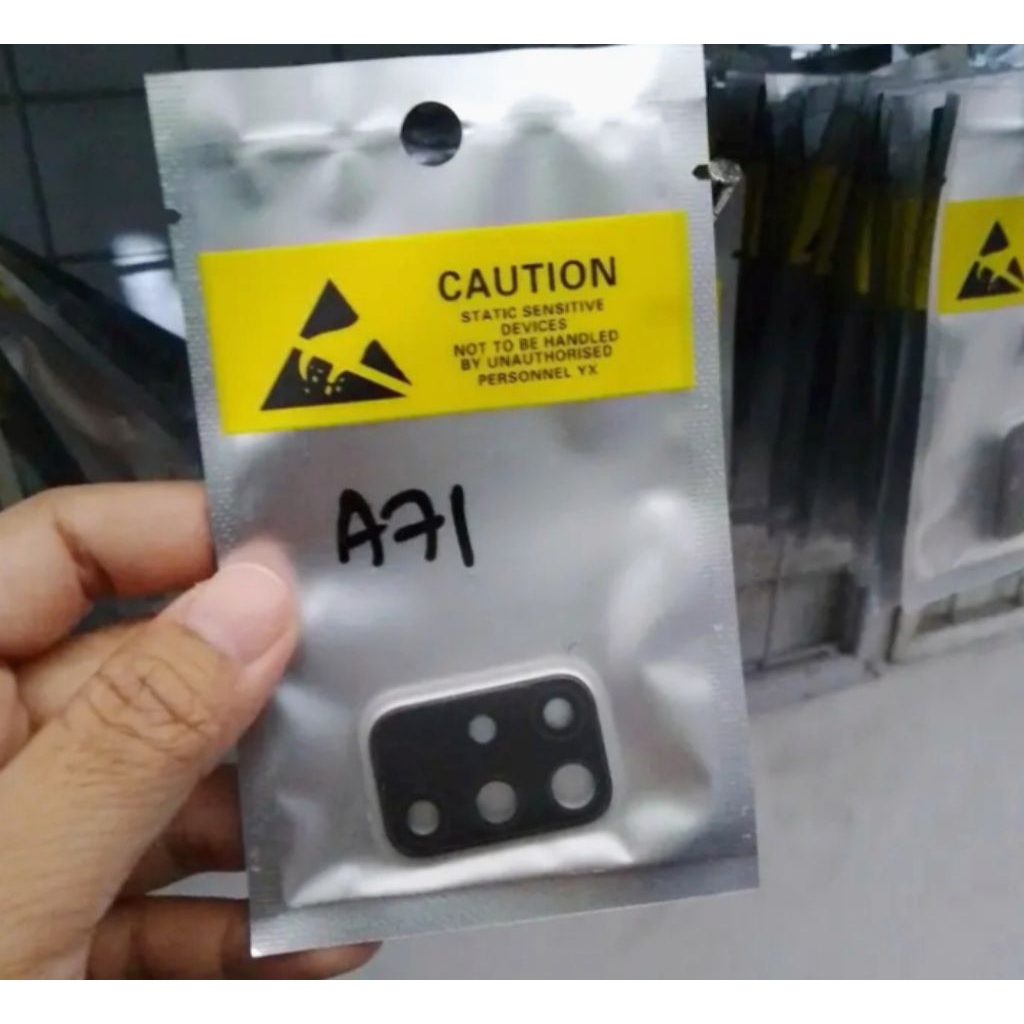 CAUTION
STATIC SENSITIVE
DEVICES
NOT TO BE HANDLED
BY UNAUTHORISED
PERSONNEL YX
A71